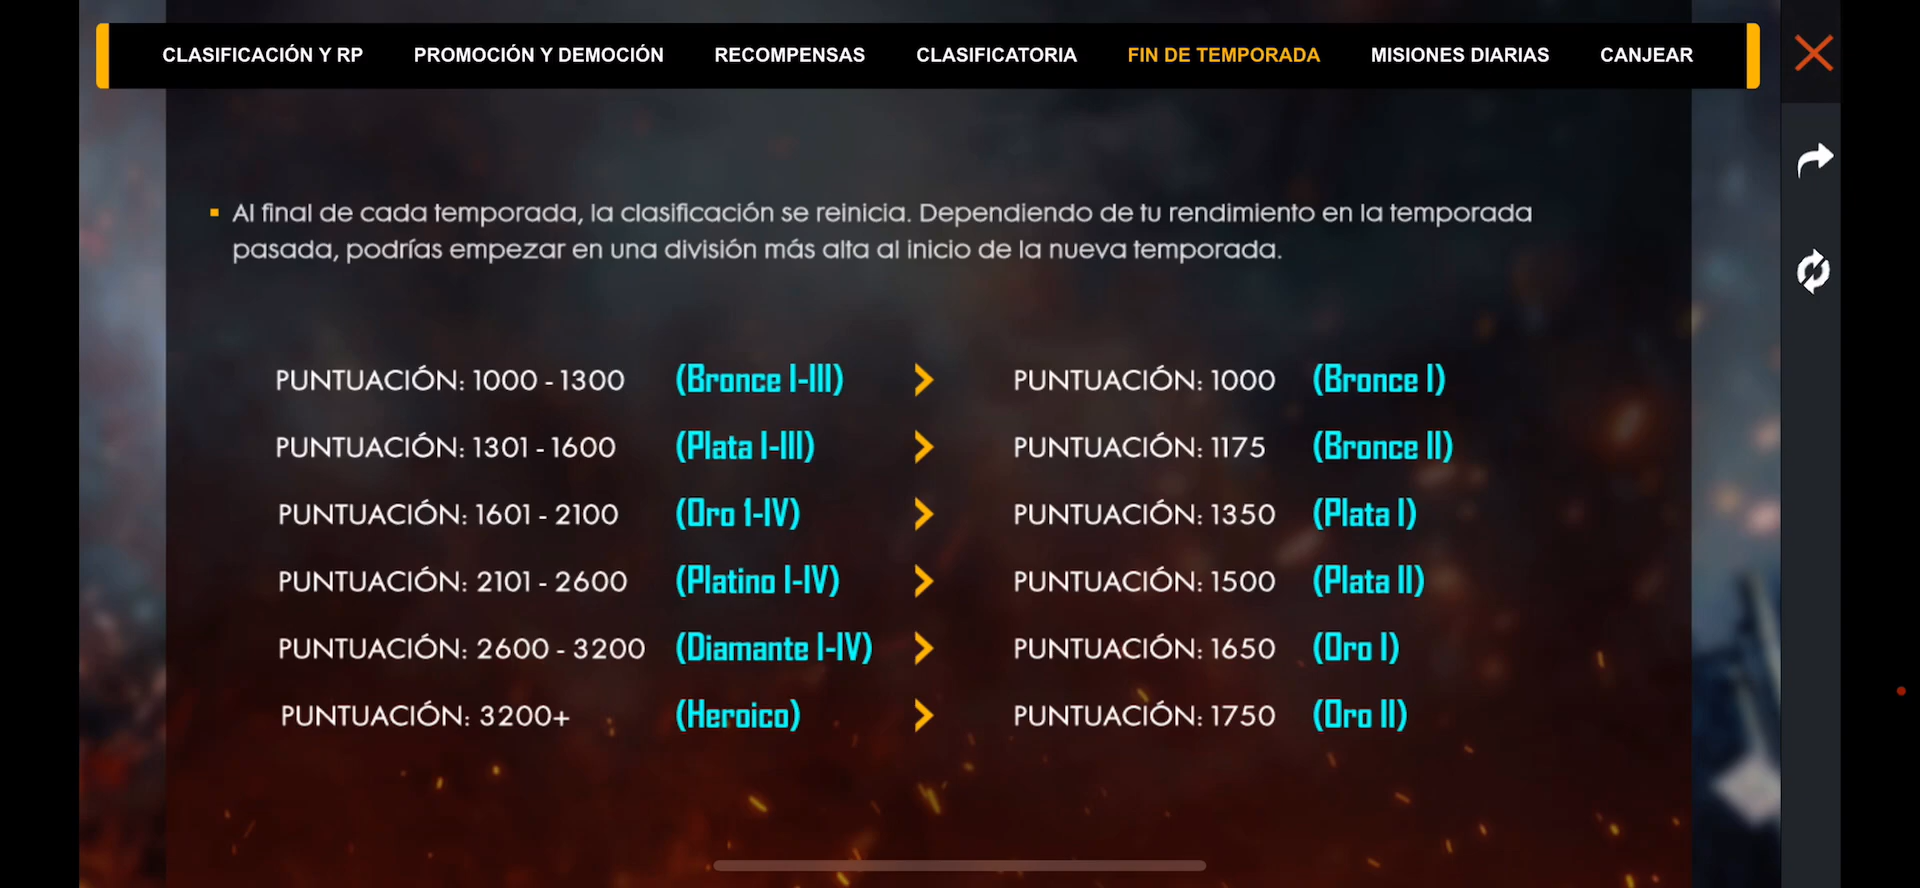 CLASIFICACIÓN Y RP PROMOCIÓN Y DEMOCIÓN RECOMPENSAS CLASIFICATORIA FIN DE TEMPORADA MISIONES DIARIAS CANJEAR
Al final de cada temporada, la clasificación se reinicia. Dependiendo de tu rendimiento en la temporada
pasada, podrías empezar en una división más alta al inicio de la nueva temporada.
PUNTUACIÓN: 1000 - 1300 (Bronce I-III) > PUNTUACIÓN: 1000 (Bronce I)
PUNTUACIÓN: 1301 - 1600 (Plata I-III) > PUNTUACIÓN: 1175 (Bronce II)
PUNTUACIÓN: 1601 - 2100 (Oro 1-IV) > PUNTUACIÓN: 1350 (Plata I)
PUNTUACIÓN: 2101 - 2600 (Platino I-IV) > PUNTUACIÓN: 1500 (Plata II)
PUNTUACIÓN: 2600 - 3200 (Diamante I-IV) > PUNTUACIÓN: 1650 (Oro I)
PUNTUACIÓN: 3200+ (Heroico) > PUNTUACIÓN: 1750 (Oro II)